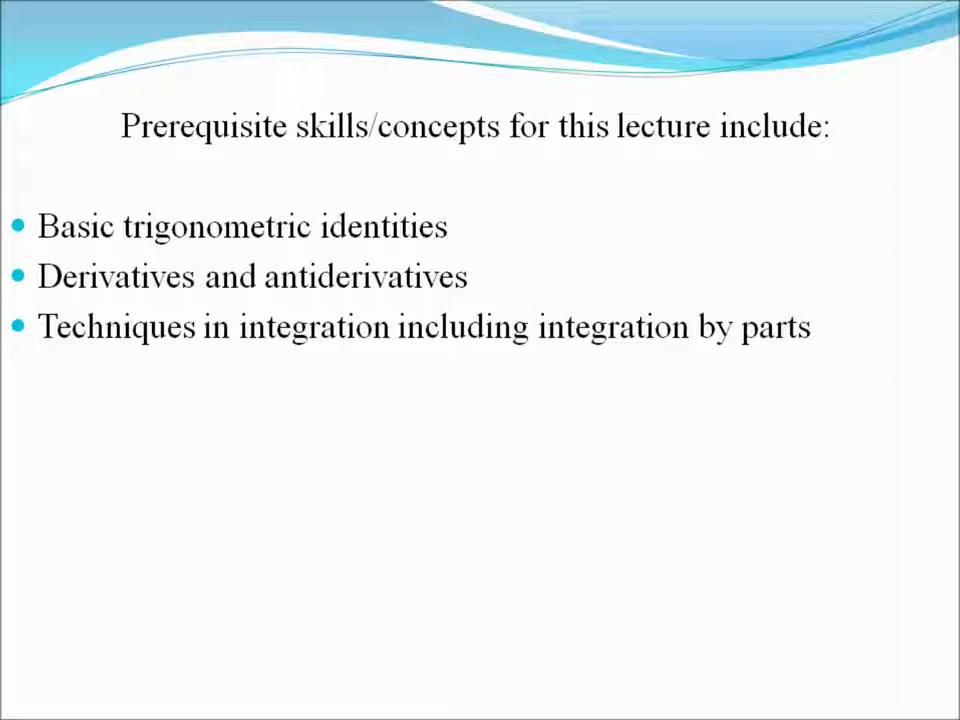 Prerequisite skills/concepts for this lecture include:
Basic trigonometric identities
Derivatives and antiderivatives
Techniques in integration including integration by parts